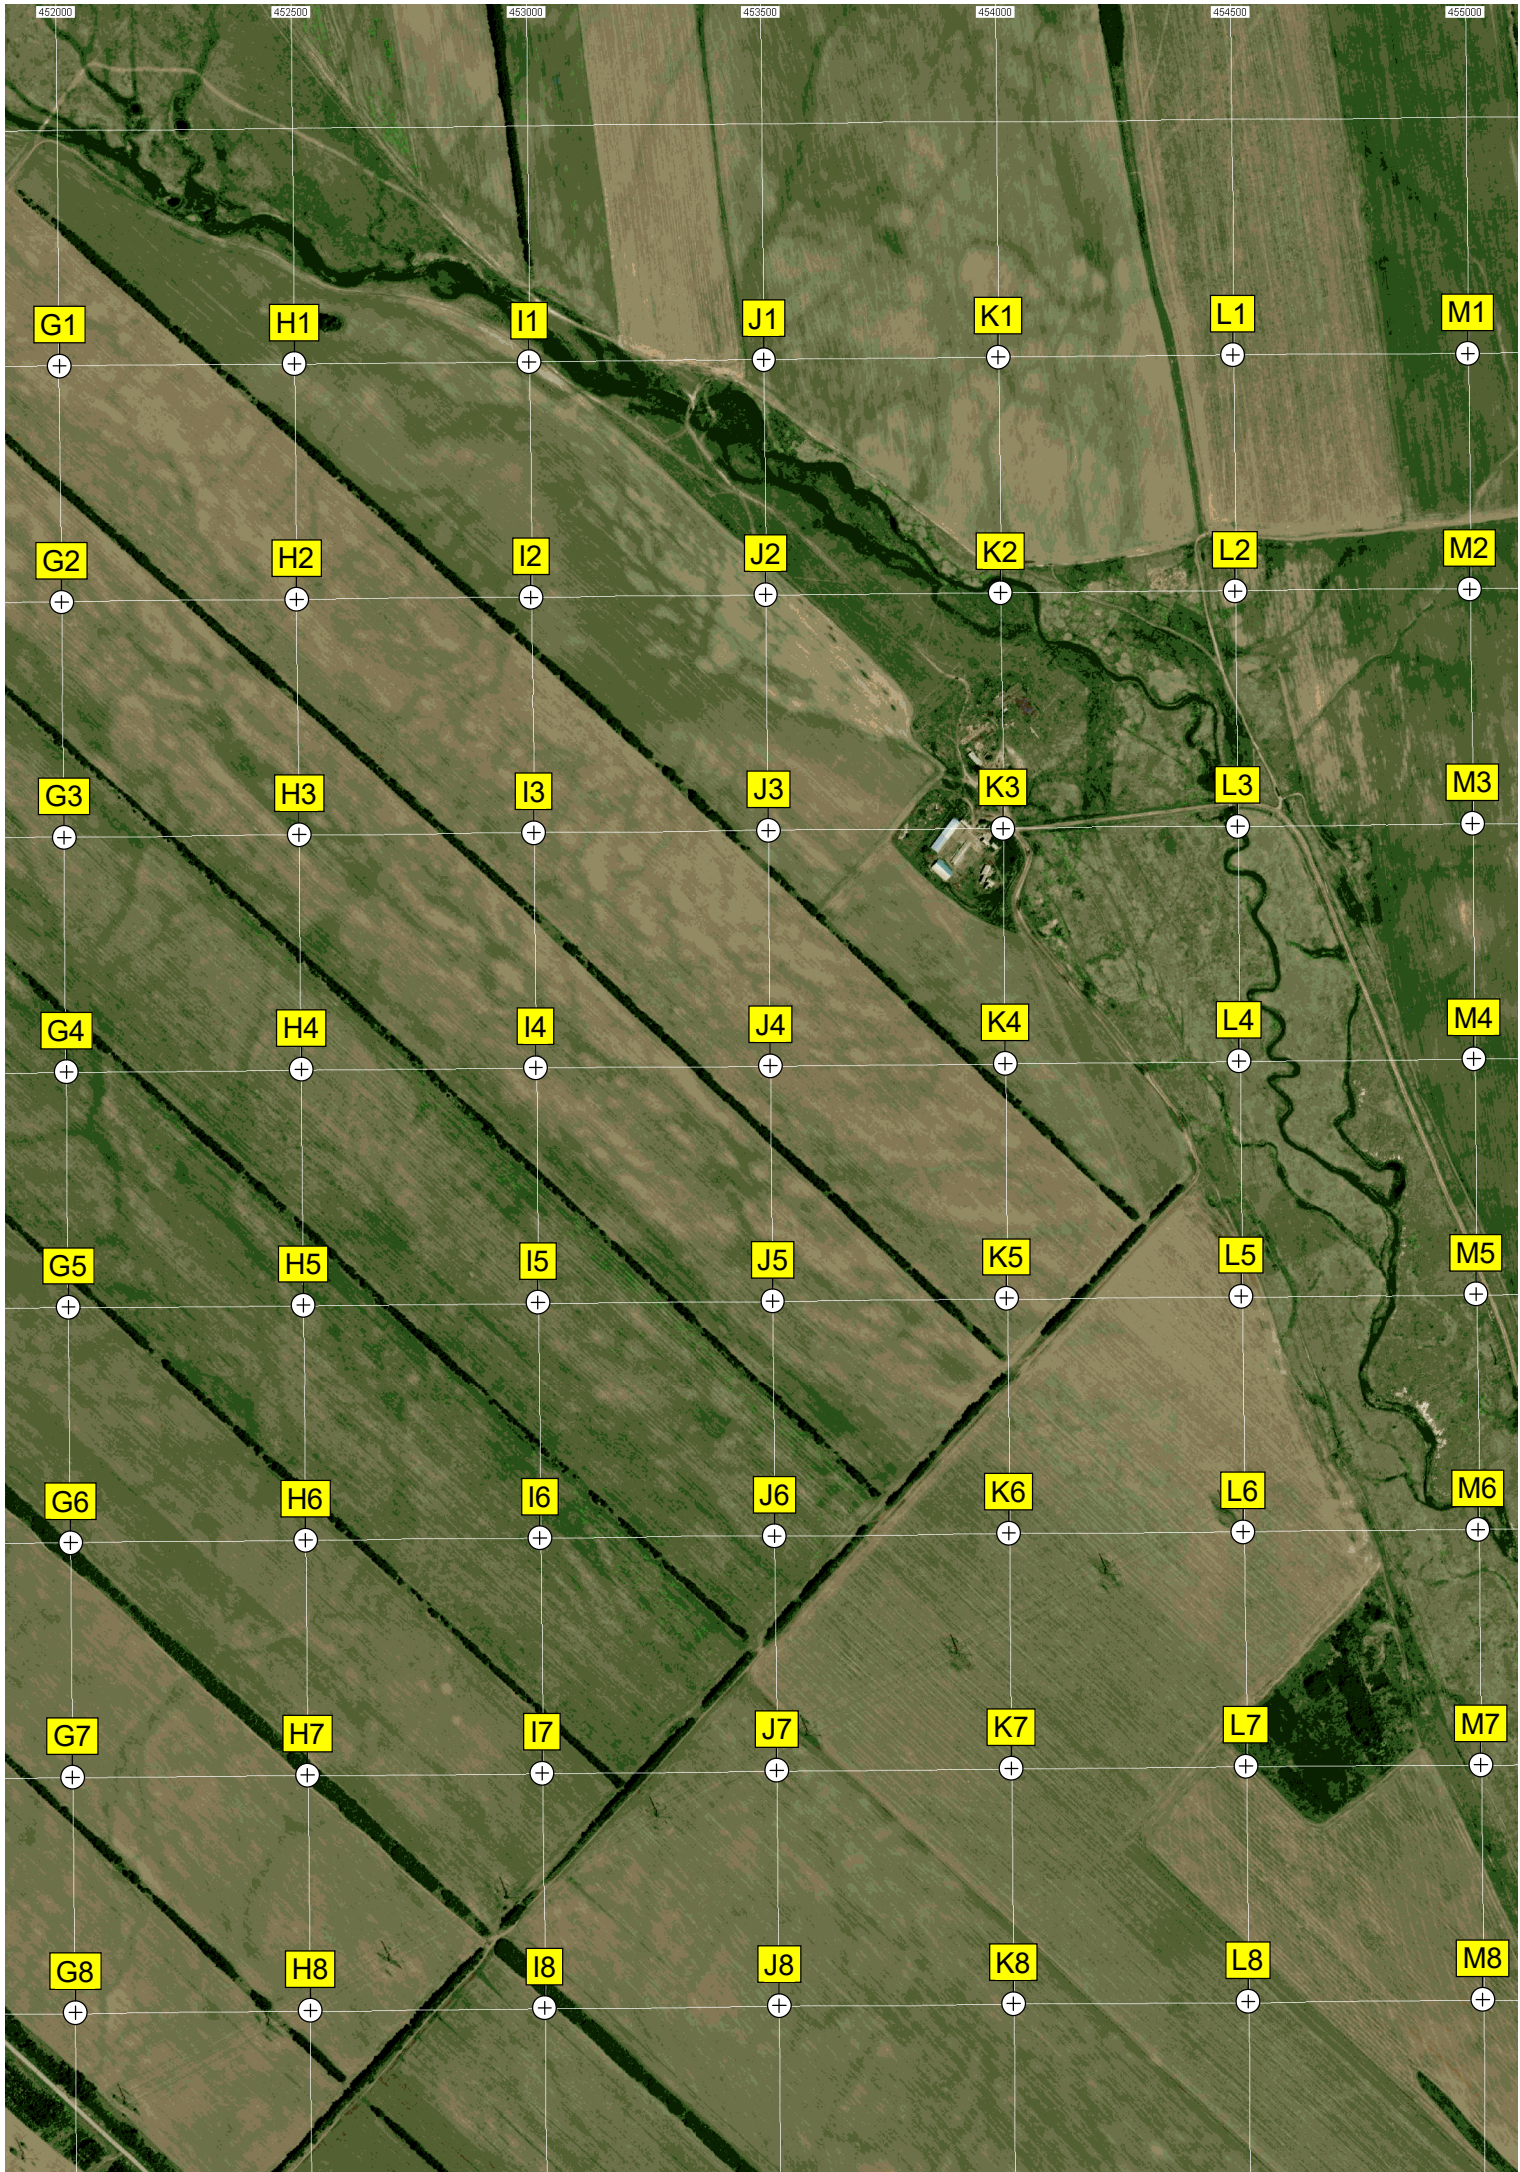 452000 452500 453000 453500 454000 454500 455000
G1 H1 I1 J1 K1 L1 M1
G2 H2 I2 J2 K2 L2 M2
G3 H3 I3 J3 K3 L3 M3
G4 H4 I4 J4 K4 L4 M4
G5 H5 I5 J5 K5 L5 M5
G6 H6 I6 J6 K6 L6 M6
G7 H7 I7 J7 K7 L7 M7
G8 H8 I8 J8 K8 L8 M8